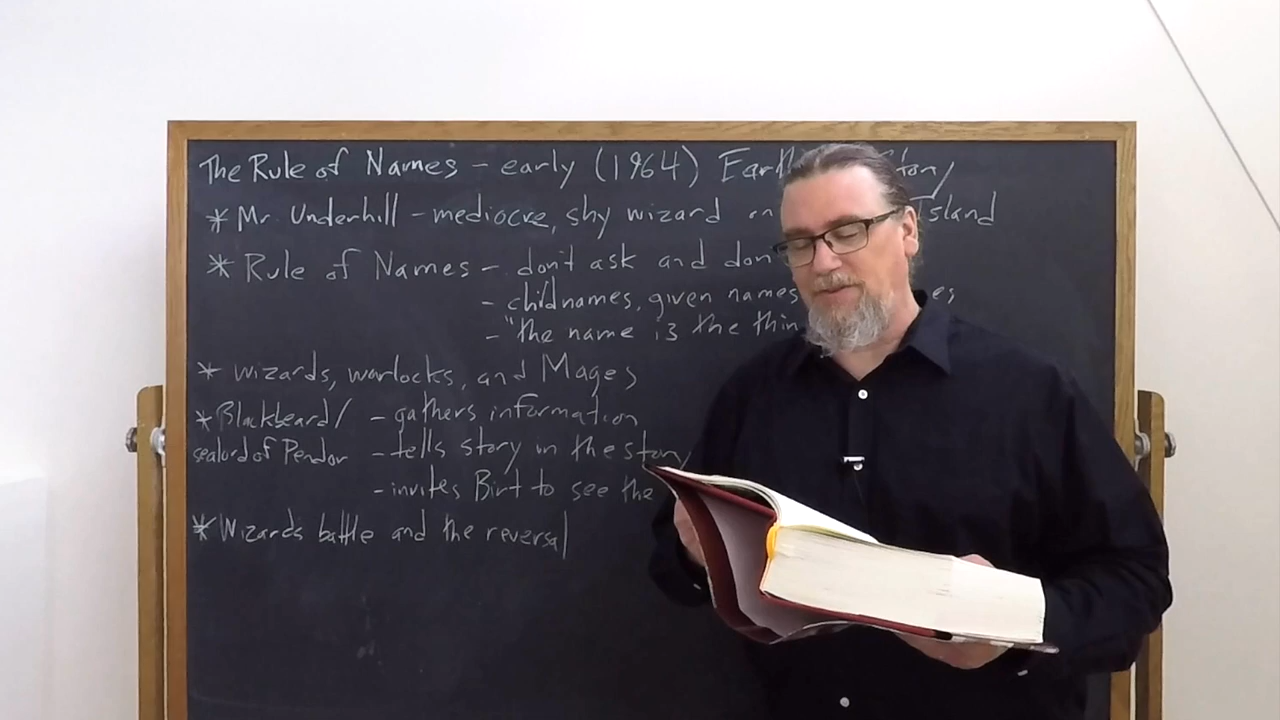 The Rule of Names - early (1964) Story
* Mr. Underhill - mediocre, shy wizard on Island
* Rule of Names - don't ask and don
- childnames, given names
- "the name is the thin
* wizards, warlocks, and Mages
* Blackbeard/ - gathers information
sealord of Pendor - tells story in the story
- invites Birt to see the
* Wizards battle and the reversal